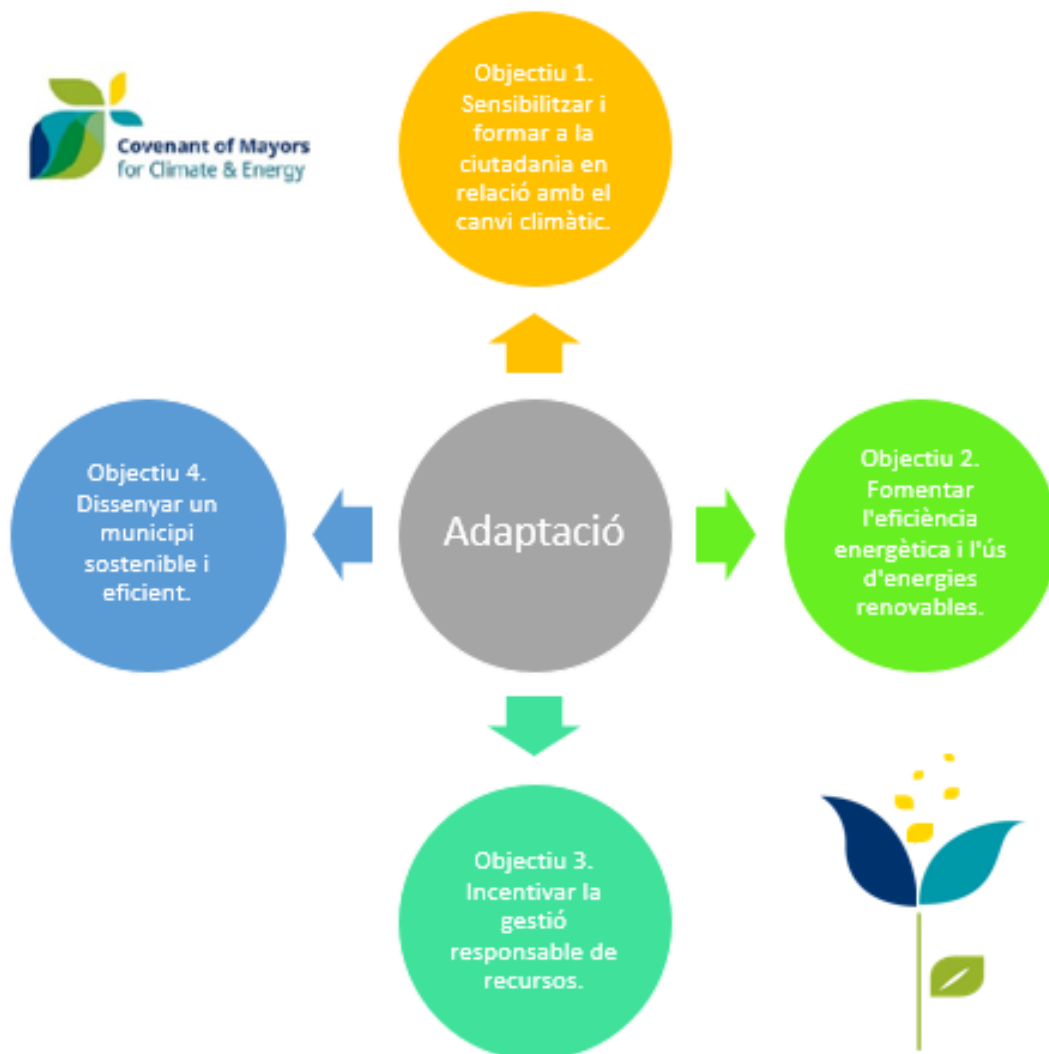 Covenant of Mayors
for Climate & Energy
Objectiu 1.
Sensibilitzar i
formar a la
ciutadania en
relació amb el
canvi climàtic.
Objectiu 4.
Dissenyar un
municipi
sostenible i
eficient.
Adaptació
Objectiu 2.
Fomentar
l'eficiència
energètica i l'ús
d'energies
renovables.
Objectiu 3.
Incentivar la
gestió
responsable de
recursos.